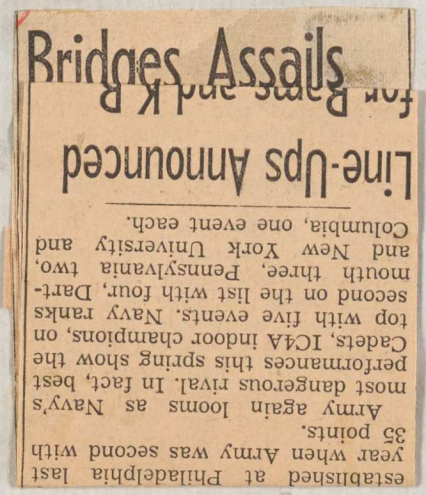 Bridges Assails
established at Philadelphia last
year when Army was second with
35 points.
Army again looms as Navy's
most dangerous rival. In fact, best
performances this spring show the
Cadets, IC4A indoor champions, on
top with five events. Navy ranks
second on the list with four, Dart-
mouth three, Pennsylvania two,
and New York University and
Columbia, one event each.
Line-Ups Announced
for Rams and K R